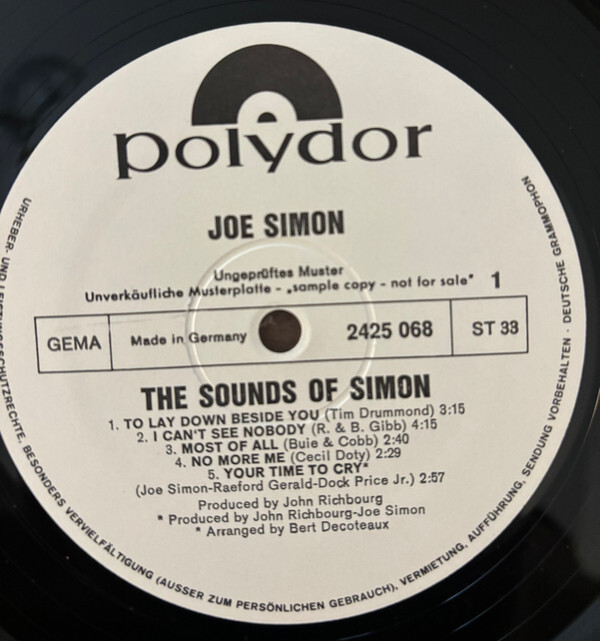 polydor
JOE SIMON
Ungeprüftes Muster
Unverkäufliche Musterplatte - „sample copy - not for sale"
1
GEMA
Made in Germany
2425 068
ST 33
THE SOUNDS OF SIMON
1. TO LAY DOWN BESIDE YOU (Tim Drummond) 3:15
2. I CAN'T SEE NOBODY (R. & B. Gibb) 4:15
3. MOST OF ALL (Buie & Cobb) 2:40
4. NO MORE ME (Cecil Doty) 2:29
5. YOUR TIME TO CRY*
(Joe Simon-Raeford Gerald-Dock Price Jr.) 2:57
Produced by John Richbourg
* Produced by John Richbourg-Joe Simon
* Arranged by Bert Decoteaux
URHEBER- UND LEISTUNGSSCHUTZRECHTE, BESONDERS VERVIELFÄLTIGUNG (AUSSER ZUM PERSÖNLICHEN GEBRAUCH), VERMIETUNG, AUFFÜHRUNG, SENDUNG VORBEHALTEN · DEUTSCHE GRAMMOPHON